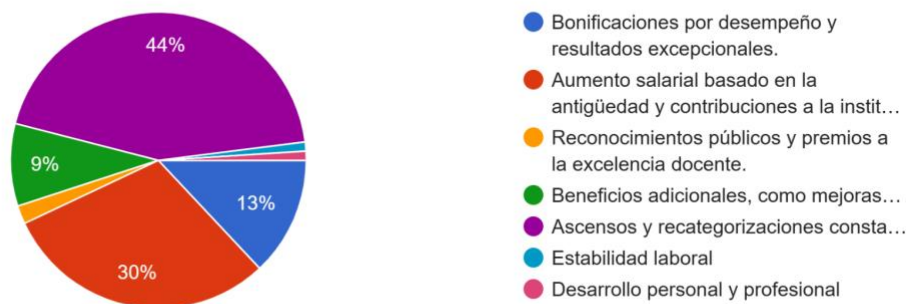 44%
9%
13%
30%
Bonificaciones por desempeño y
resultados excepcionales.
Aumento salarial basado en la
antigüedad y contribuciones a la instit…
Reconocimientos públicos y premios a
la excelencia docente.
Beneficios adicionales, como mejoras…
Ascensos y recategorizaciones consta…
Estabilidad laboral
Desarrollo personal y profesional